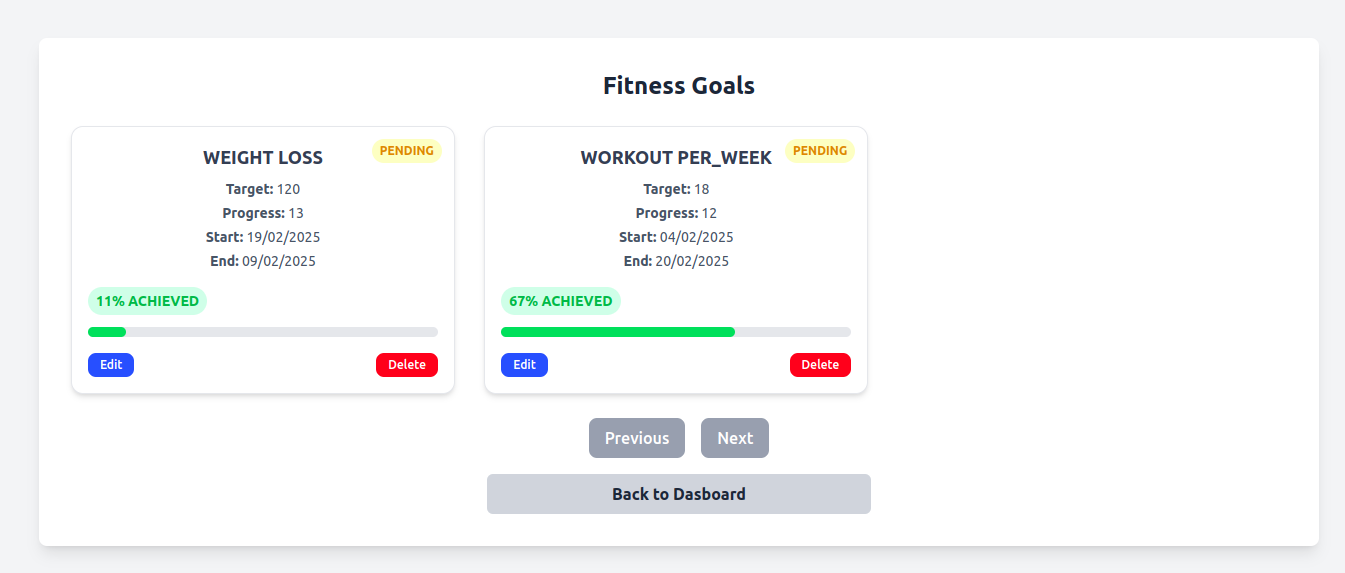 Fitness Goals
WEIGHT LOSS
PENDING
Target: 120
Progress: 13
Start: 19/02/2025
End: 09/02/2025
11% ACHIEVED
Edit
Delete
WORKOUT PER_WEEK
PENDING
Target: 18
Progress: 12
Start: 04/02/2025
End: 20/02/2025
67% ACHIEVED
Edit
Delete
Previous
Next
Back to Dasboard